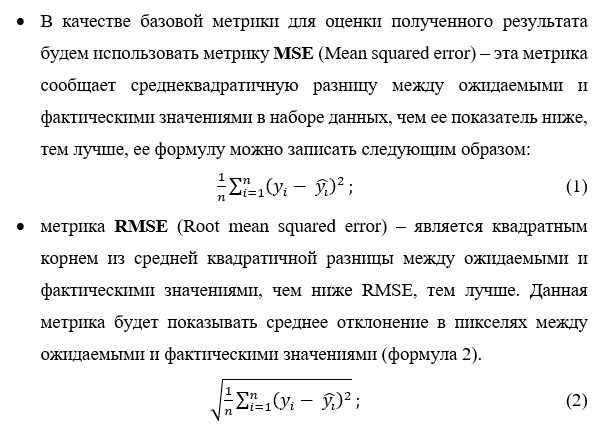 • В качестве базовой метрики для оценки полученного результата
будем использовать метрику MSE (Mean squared error) – эта метрика
сообщает среднеквадратичную разницу между ожидаемыми и
фактическими значениями в наборе данных, чем ее показатель ниже,
тем лучше, ее формулу можно записать следующим образом:
$\frac{1}{n}\sum_{i=1}^{n}(y_i - \hat{y_i})^2$ ; (1)
• метрика RMSE (Root mean squared error) – является квадратным
корнем из средней квадратичной разницы между ожидаемыми и
фактическими значениями, чем ниже RMSE, тем лучше. Данная
метрика будет показывать среднее отклонение в пикселях между
ожидаемыми и фактическими значениями (формула 2).
$\sqrt{\frac{1}{n}\sum_{i=1}^{n}(y_i - \hat{y_i})^2}$ ; (2)